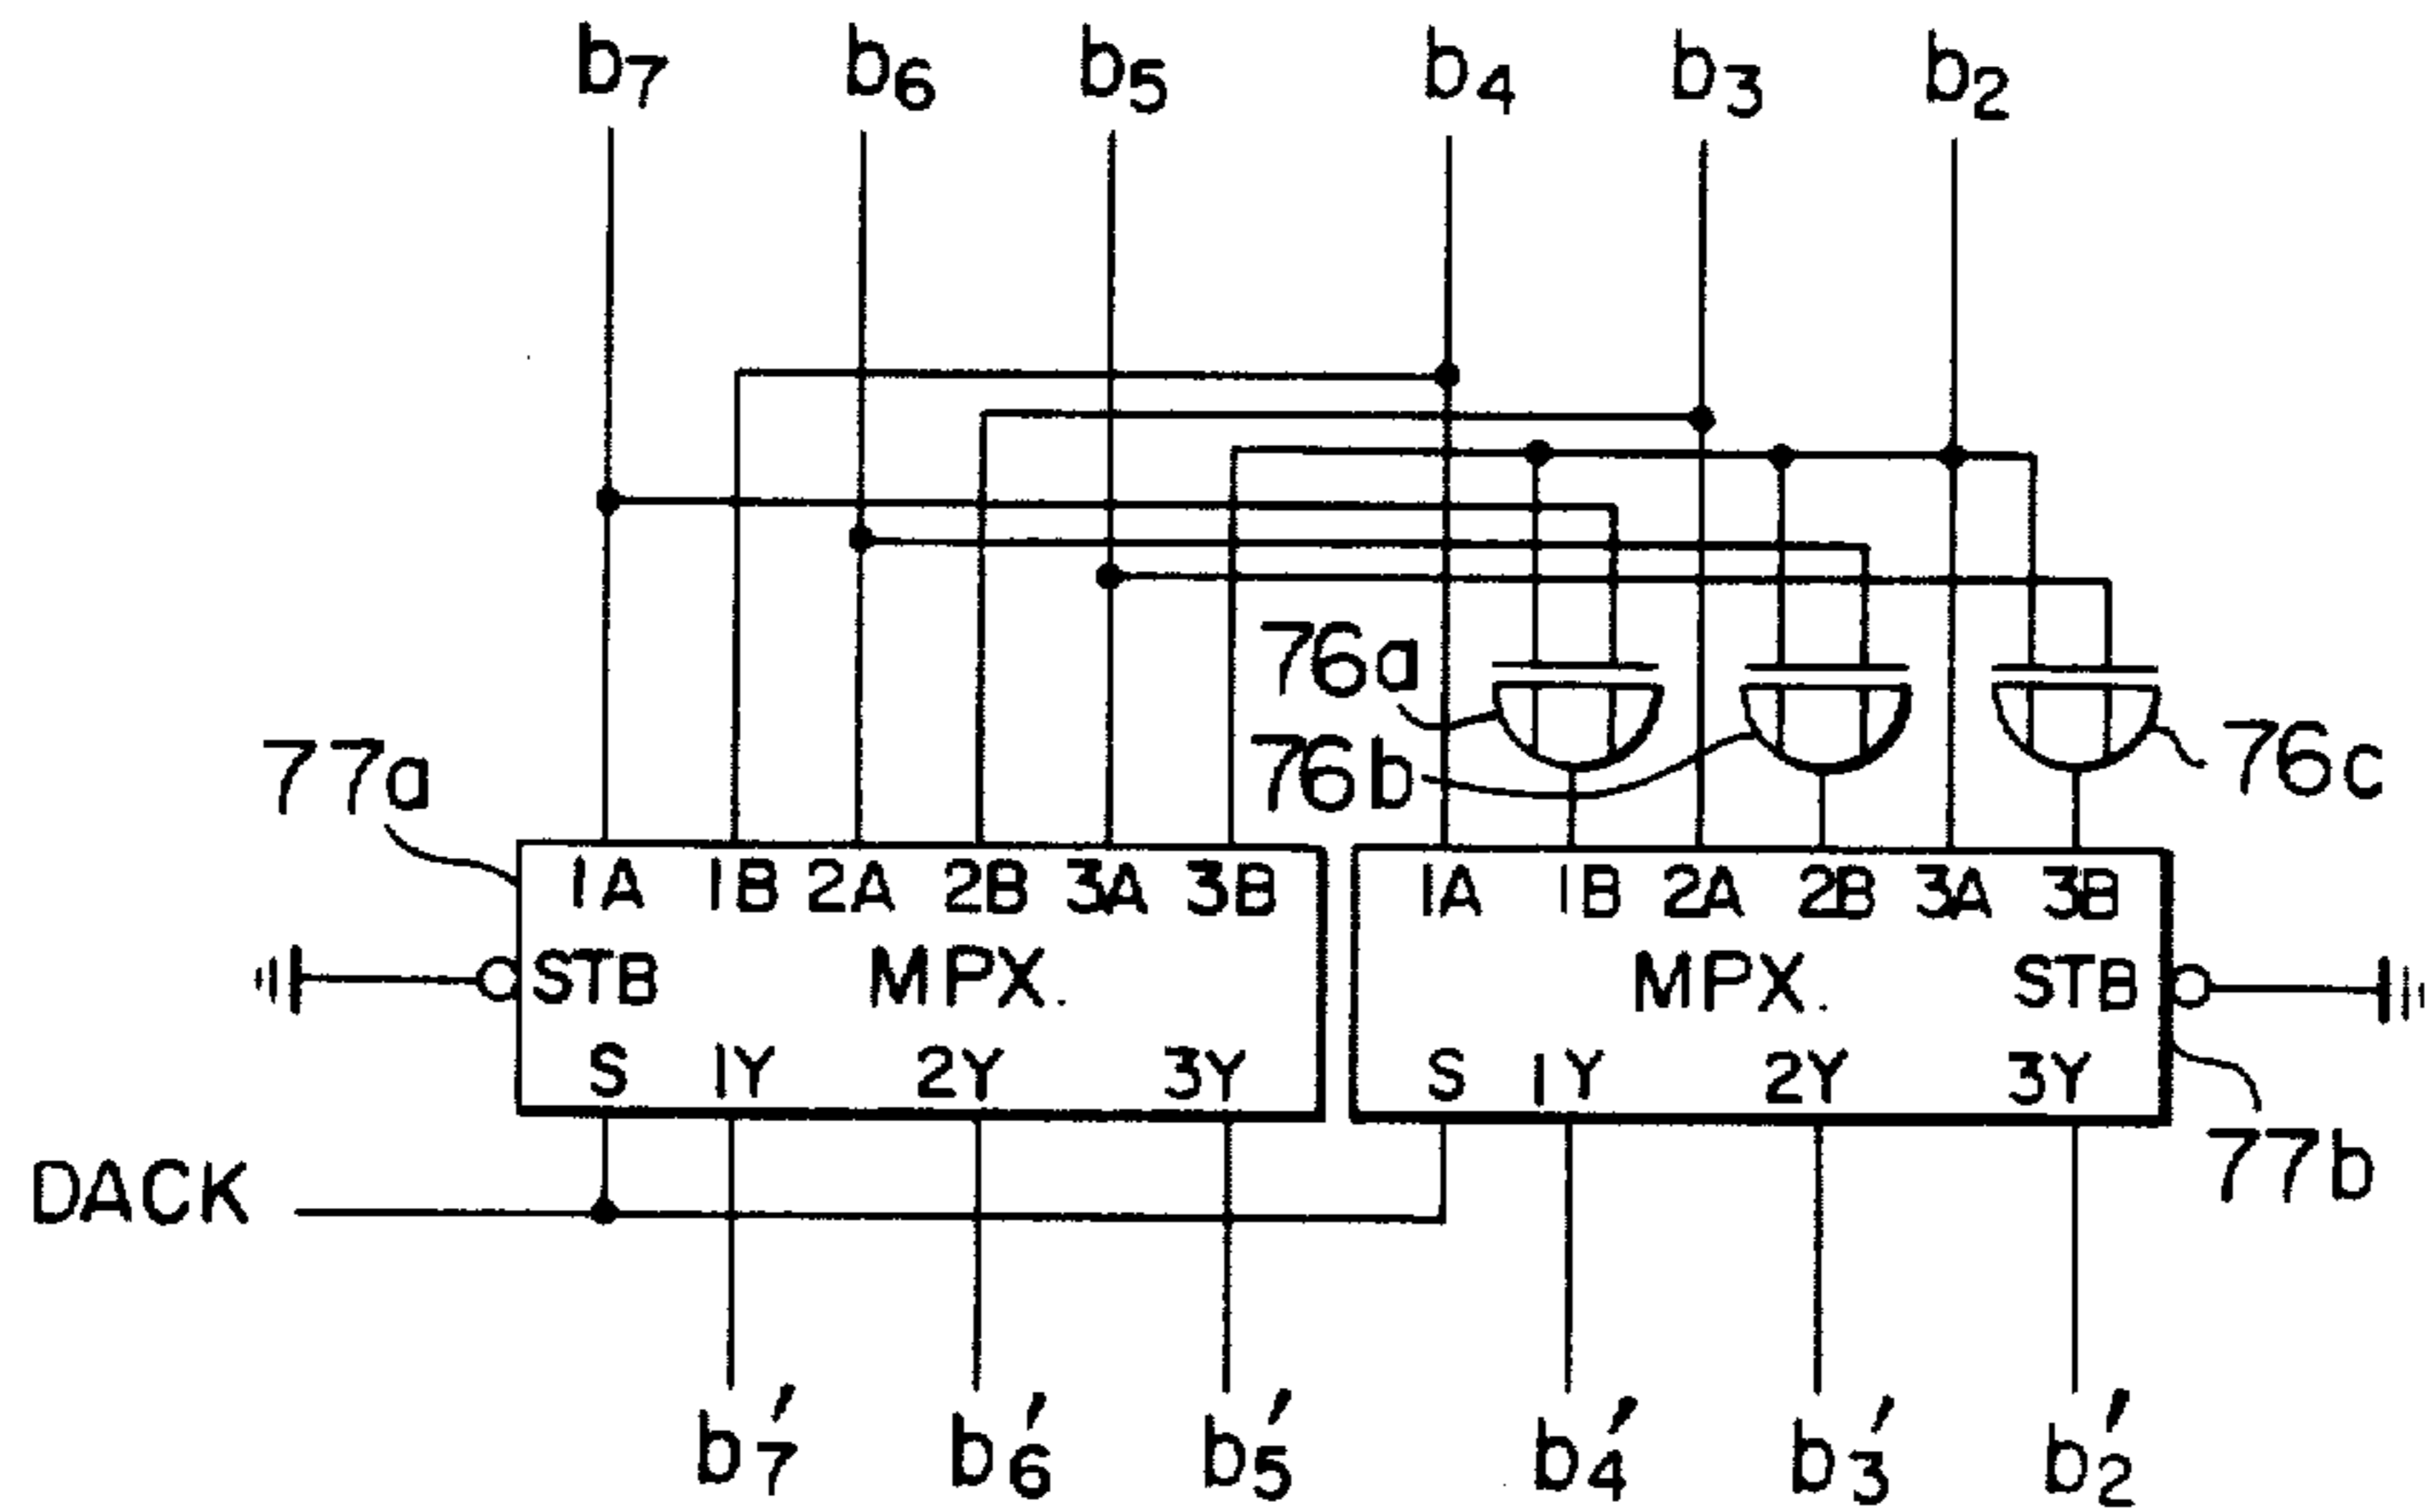 b7 b6 b5 b4 b3 b2
76a
76b
76c
77a
1A 1B 2A 2B 3A 3B
1A 1B 2A 2B 3A 3B
STB MPX.
MPX. STB
S 1Y 2Y 3Y
S 1Y 2Y 3Y
77b
DACK
b7' b6' b5' b4' b3' b2'